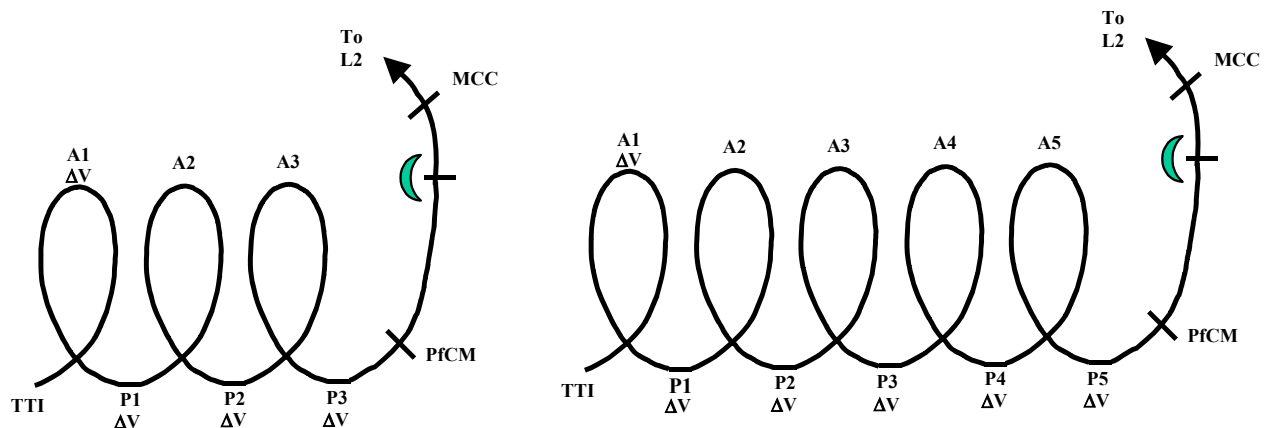 To
L2
MCC
A1
ΔV
A2
A3
PfCM
TTI
P1
ΔV
P2
ΔV
P3
ΔV
To
L2
MCC
A1
ΔV
A2
A3
A4
A5
PfCM
TTI
P1
ΔV
P2
ΔV
P3
ΔV
P4
ΔV
P5
ΔV